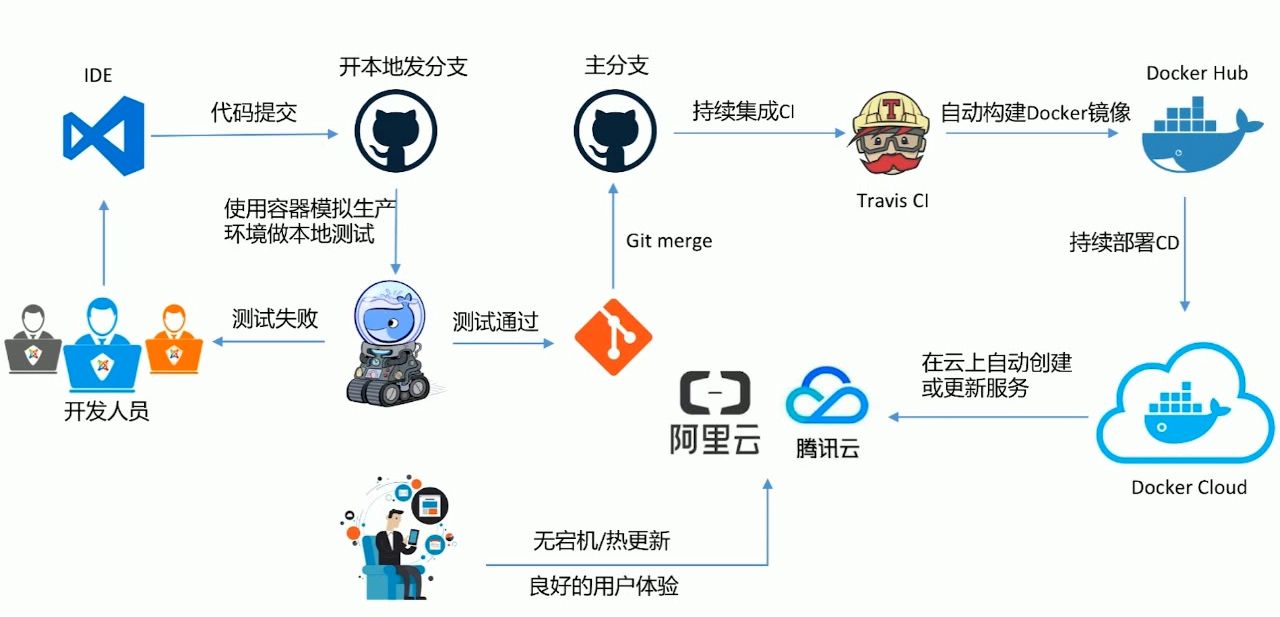 IDE
开本地发分支
主分支
Docker Hub
代码提交
持续集成CI
T
自动构建Docker镜像
Travis CI
使用容器模拟生产
环境做本地测试
Git merge
持续部署CD
测试失败
测试通过
开发人员
在云上自动创建
或更新服务
阿里云
腾讯云
Docker Cloud
无宕机/热更新
良好的用户体验